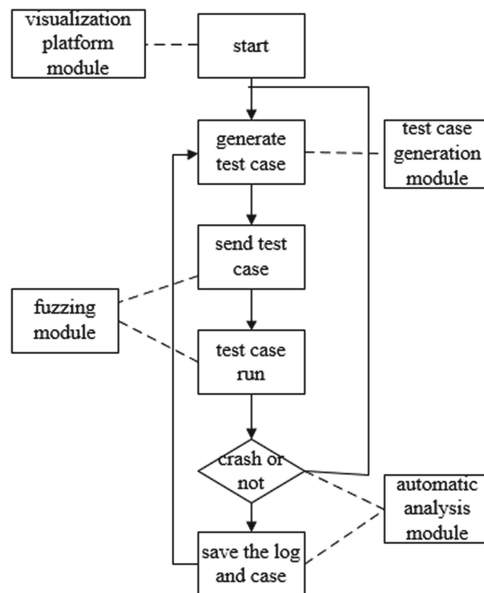 visualization
platform
module
start
generate
test case
test case
generation
module
send test
case
fuzzing
module
test case
run
crash or
not
automatic
analysis
module
save the log
and case